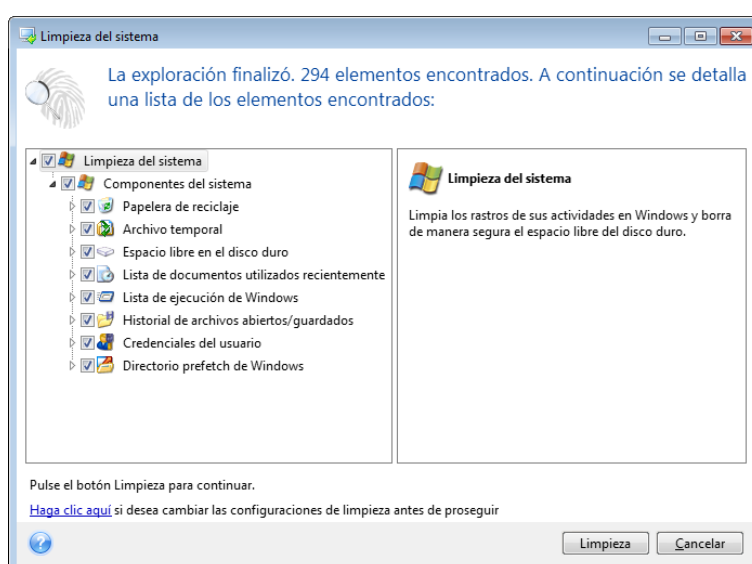 Limpieza del sistema
La exploración finalizó. 294 elementos encontrados. A continuación se detalla
una lista de los elementos encontrados:
Limpieza del sistema
Componentes del sistema
Papelera de reciclaje
Archivo temporal
Espacio libre en el disco duro
Lista de documentos utilizados recientemente
Lista de ejecución de Windows
Historial de archivos abiertos/guardados
Credenciales del usuario
Directorio prefetch de Windows
Limpieza del sistema
Limpia los rastros de sus actividades en Windows y borra
de manera segura el espacio libre del disco duro.
Pulse el botón Limpieza para continuar.
Haga clic aquí si desea cambiar las configuraciones de limpieza antes de proseguir
Limpieza
Cancelar